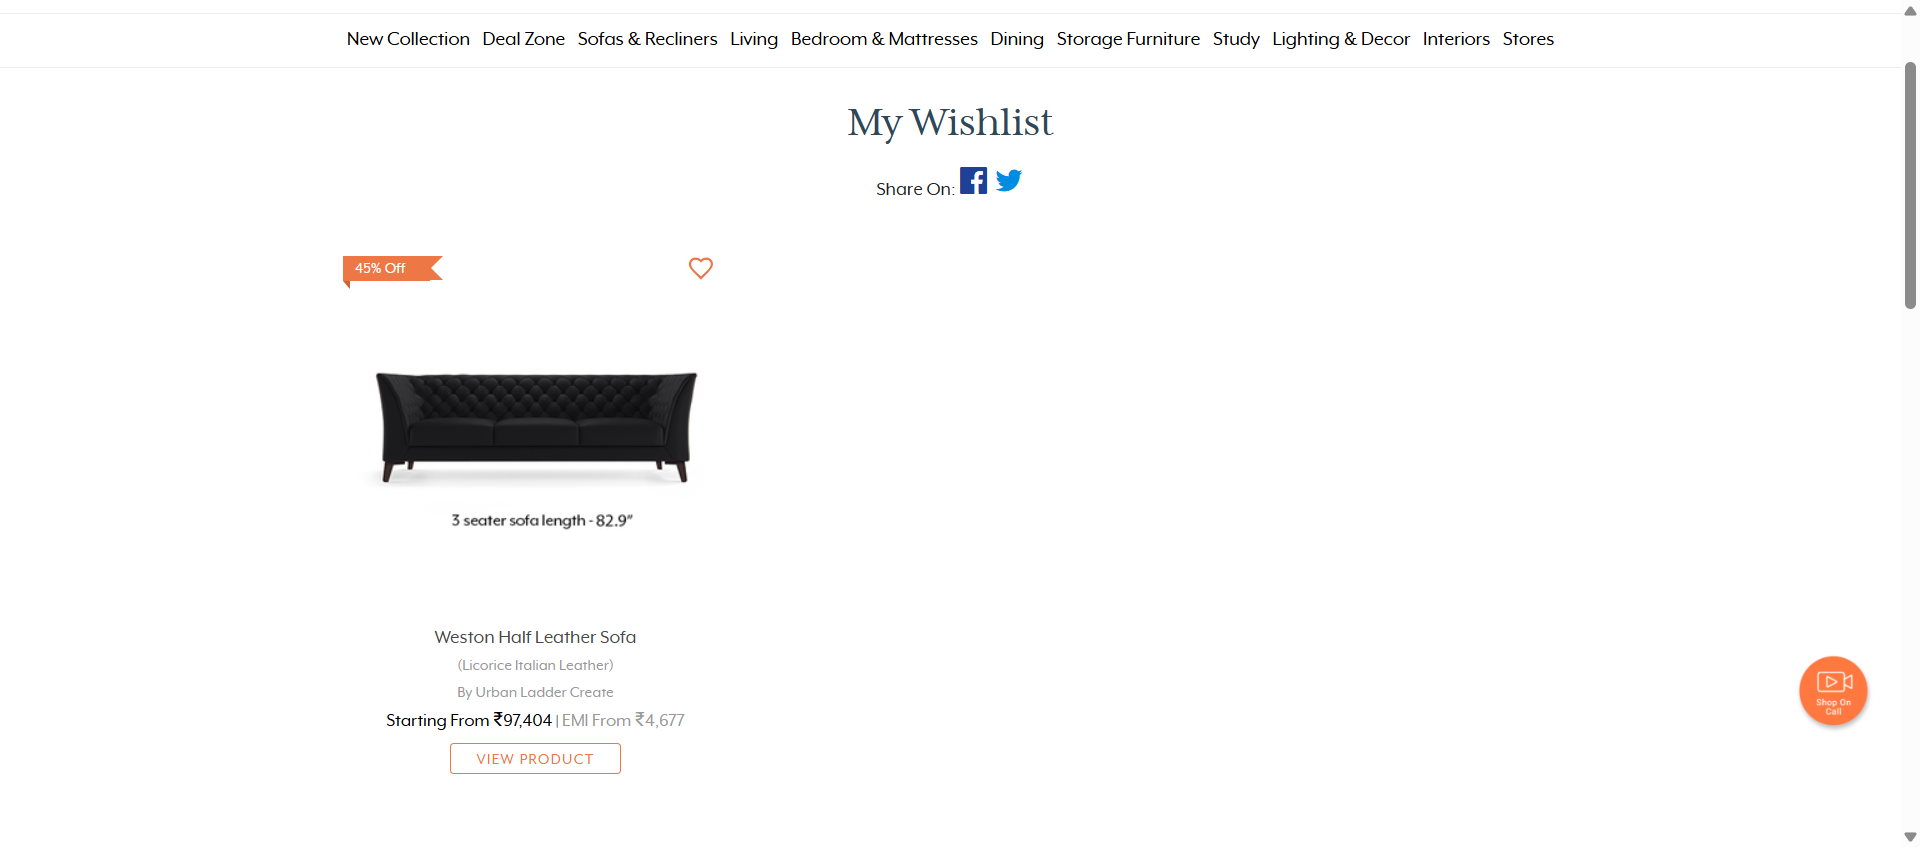 New Collection Deal Zone Sofas & Recliners Living Bedroom & Mattresses Dining Storage Furniture Study Lighting & Decor Interiors Stores
My Wishlist
Share On:
45% Off
3 seater sofa length - 82.9"
Weston Half Leather Sofa
(Licorice Italian Leather)
By Urban Ladder Create
Starting From ₹97,404 | EMI From ₹4,677
VIEW PRODUCT
Shop On
Call